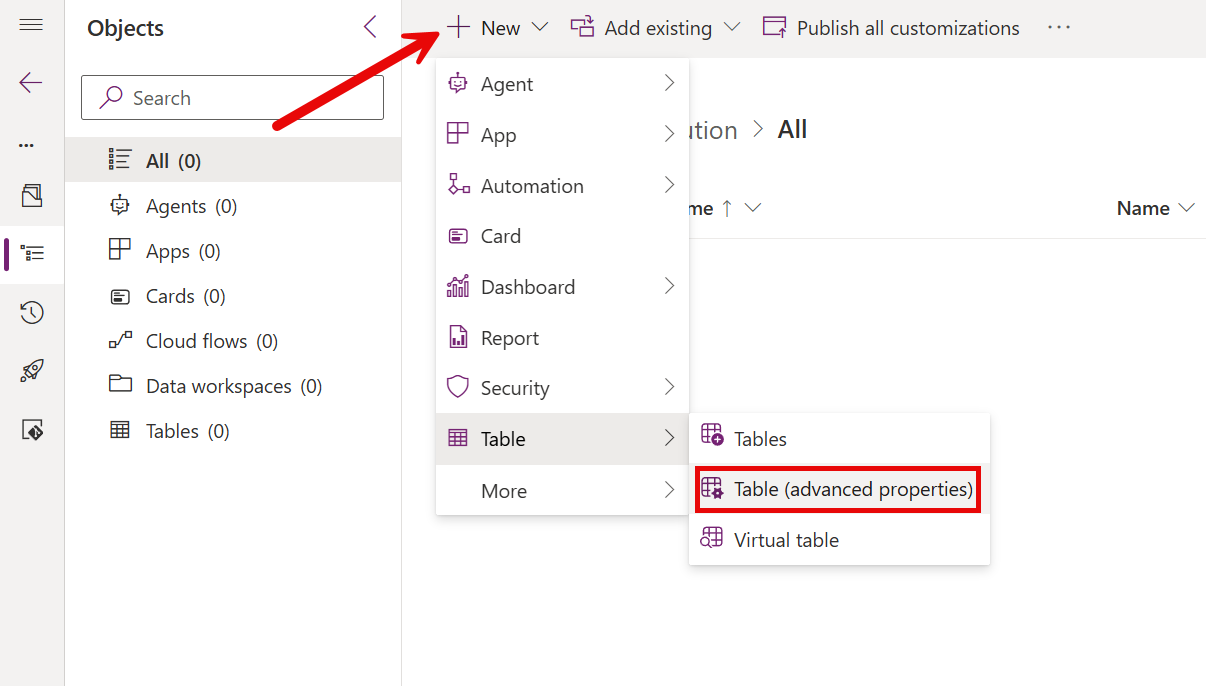 Objects
Search
All (0)
Agents (0)
Apps (0)
Cards (0)
Cloud flows (0)
Data workspaces (0)
Tables (0)
New
Add existing
Publish all customizations
Agent
App
Automation
Card
Dashboard
Report
Security
Table
More
Tables
Table (advanced properties)
Virtual table
ution > All
me ↑
Name